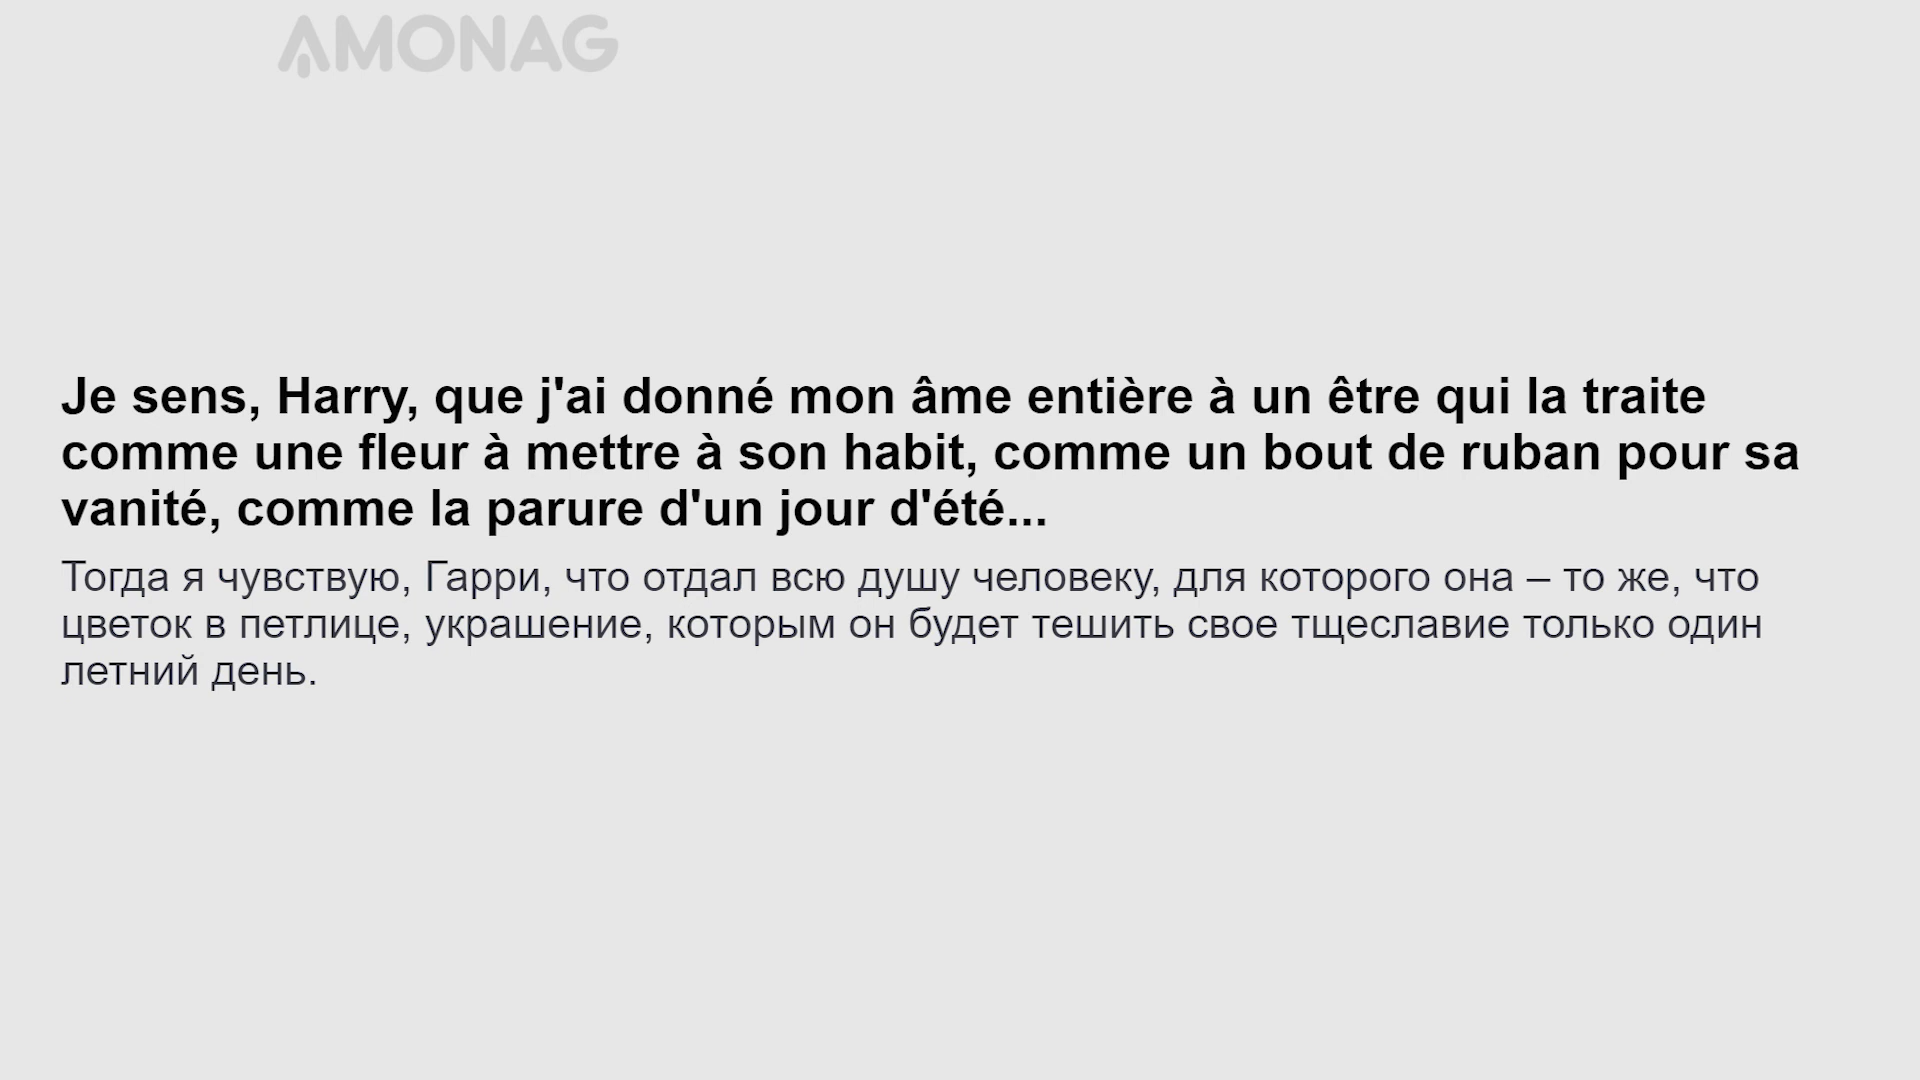 AMONAG
Je sens, Harry, que j'ai donné mon âme entière à un être qui la traite
comme une fleur à mettre à son habit, comme un bout de ruban pour sa
vanité, comme la parure d'un jour d'été...
Тогда я чувствую, Гарри, что отдал всю душу человеку, для которого она – то же, что
цветок в петлице, украшение, которым он будет тешить свое тщеславие только один
летний день.